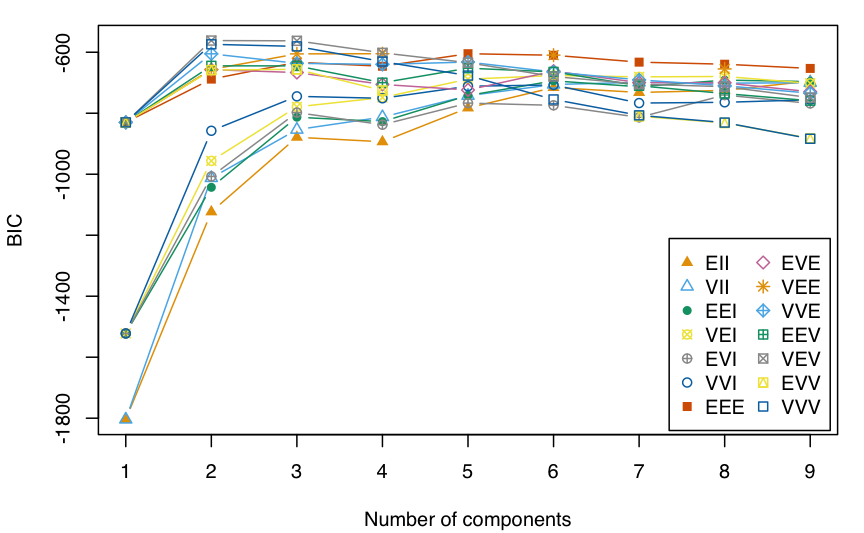 BIC
-600
-1000
-1400
-1800
1 2 3 4 5 6 7 8 9
Number of components
EII EVE
VII VEE
EEI VVE
VEI EEV
EVI VEV
VVI EVV
EEE VVV